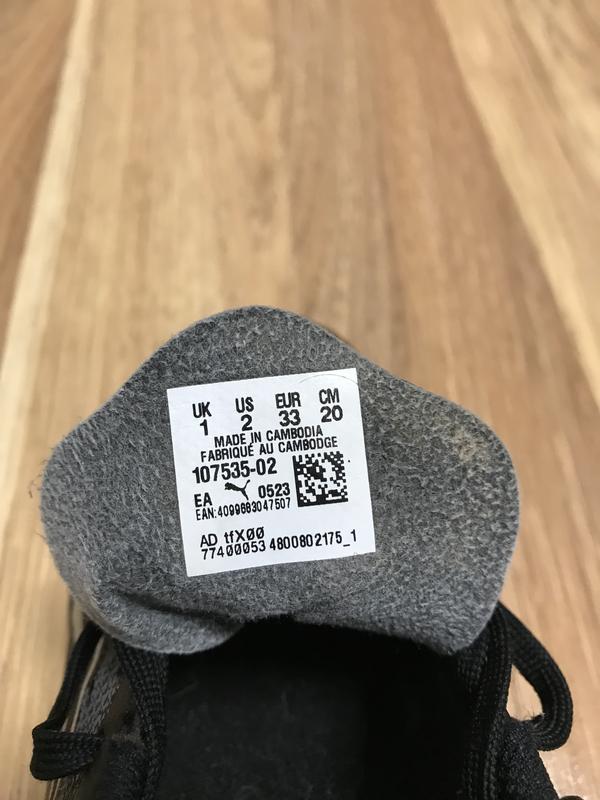 UK US EUR CM
1 2 33 20
MADE IN CAMBODIA
FABRIQUÉ AU CAMBODGE
107535-02
EA 0523
EAN:4099683047507
AD tfX00
77400053 4800802175_1